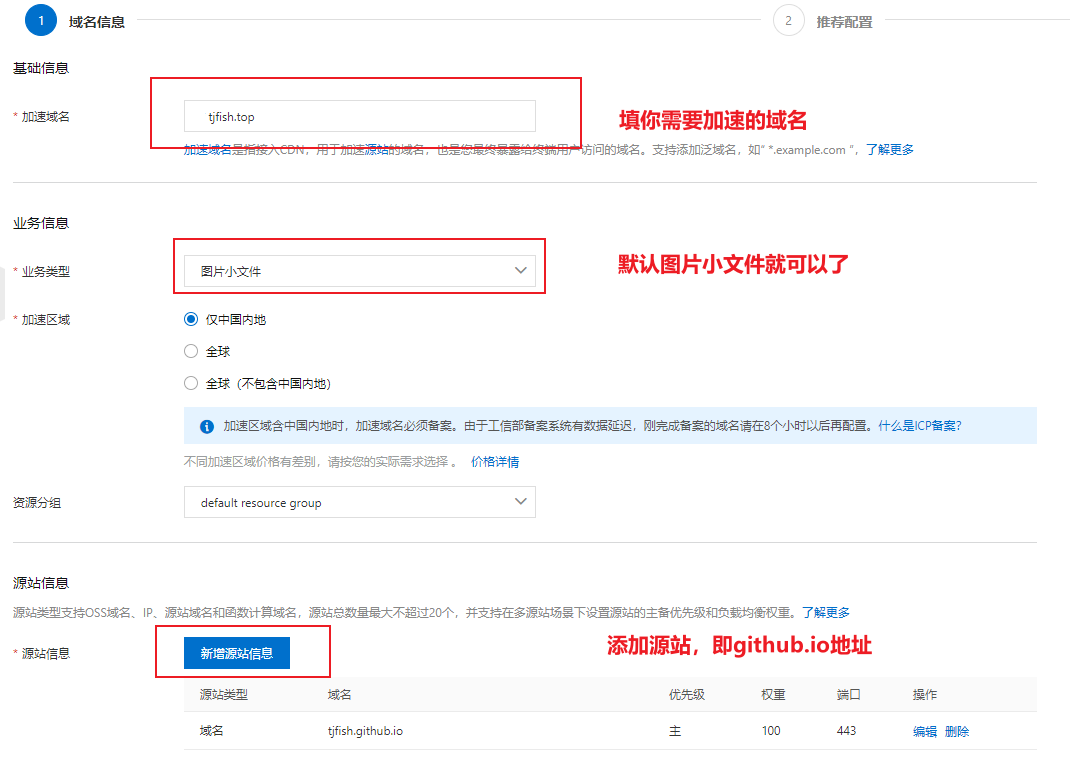 1 域名信息 2 推荐配置
基础信息
* 加速域名 tjfish.top 填你需要加速的域名
加速域名是指接入CDN，用于加速源站的域名，也是您最终暴露给终端用户访问的域名。支持添加泛域名，如“ *.example.com ”，了解更多
业务信息
* 业务类型 图片小文件 默认图片小文件就可以了
* 加速区域 仅中国内地
全球
全球（不包含中国内地）
加速区域含中国内地时，加速域名必须备案。由于工信部备案系统有数据延迟，刚完成备案的域名请在8个小时以后再配置。什么是ICP备案？
不同加速区域价格有差别，请按您的实际需求选择 。 价格详情
资源分组 default resource group
源站信息
源站类型支持OSS域名、IP、源站域名和函数计算域名，源站总数量最大不超过20个，并支持在多源站场景下设置源站的主备优先级和负载均衡权重。了解更多
* 源站信息 新增源站信息 添加源站，即github.io地址
源站类型 域名 优先级 权重 端口 操作
域名 tjfish.github.io 主 100 443 编辑 删除